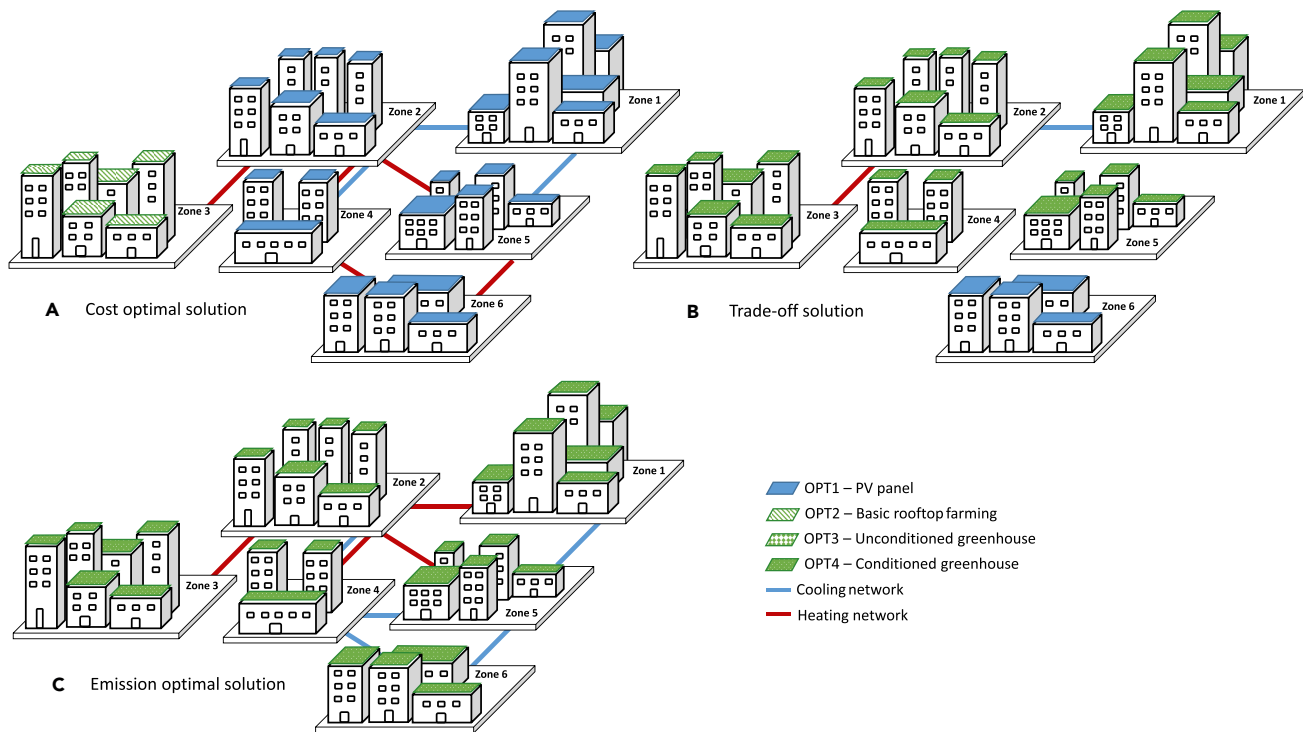 Zone 1
Zone 2
Zone 3
Zone 4
Zone 5
Zone 6
A Cost optimal solution
Zone 1
Zone 2
Zone 3
Zone 4
Zone 5
Zone 6
B Trade-off solution
Zone 1
Zone 2
Zone 3
Zone 4
Zone 5
Zone 6
C Emission optimal solution
OPT1 – PV panel
OPT2 – Basic rooftop farming
OPT3 – Unconditioned greenhouse
OPT4 – Conditioned greenhouse
Cooling network
Heating network